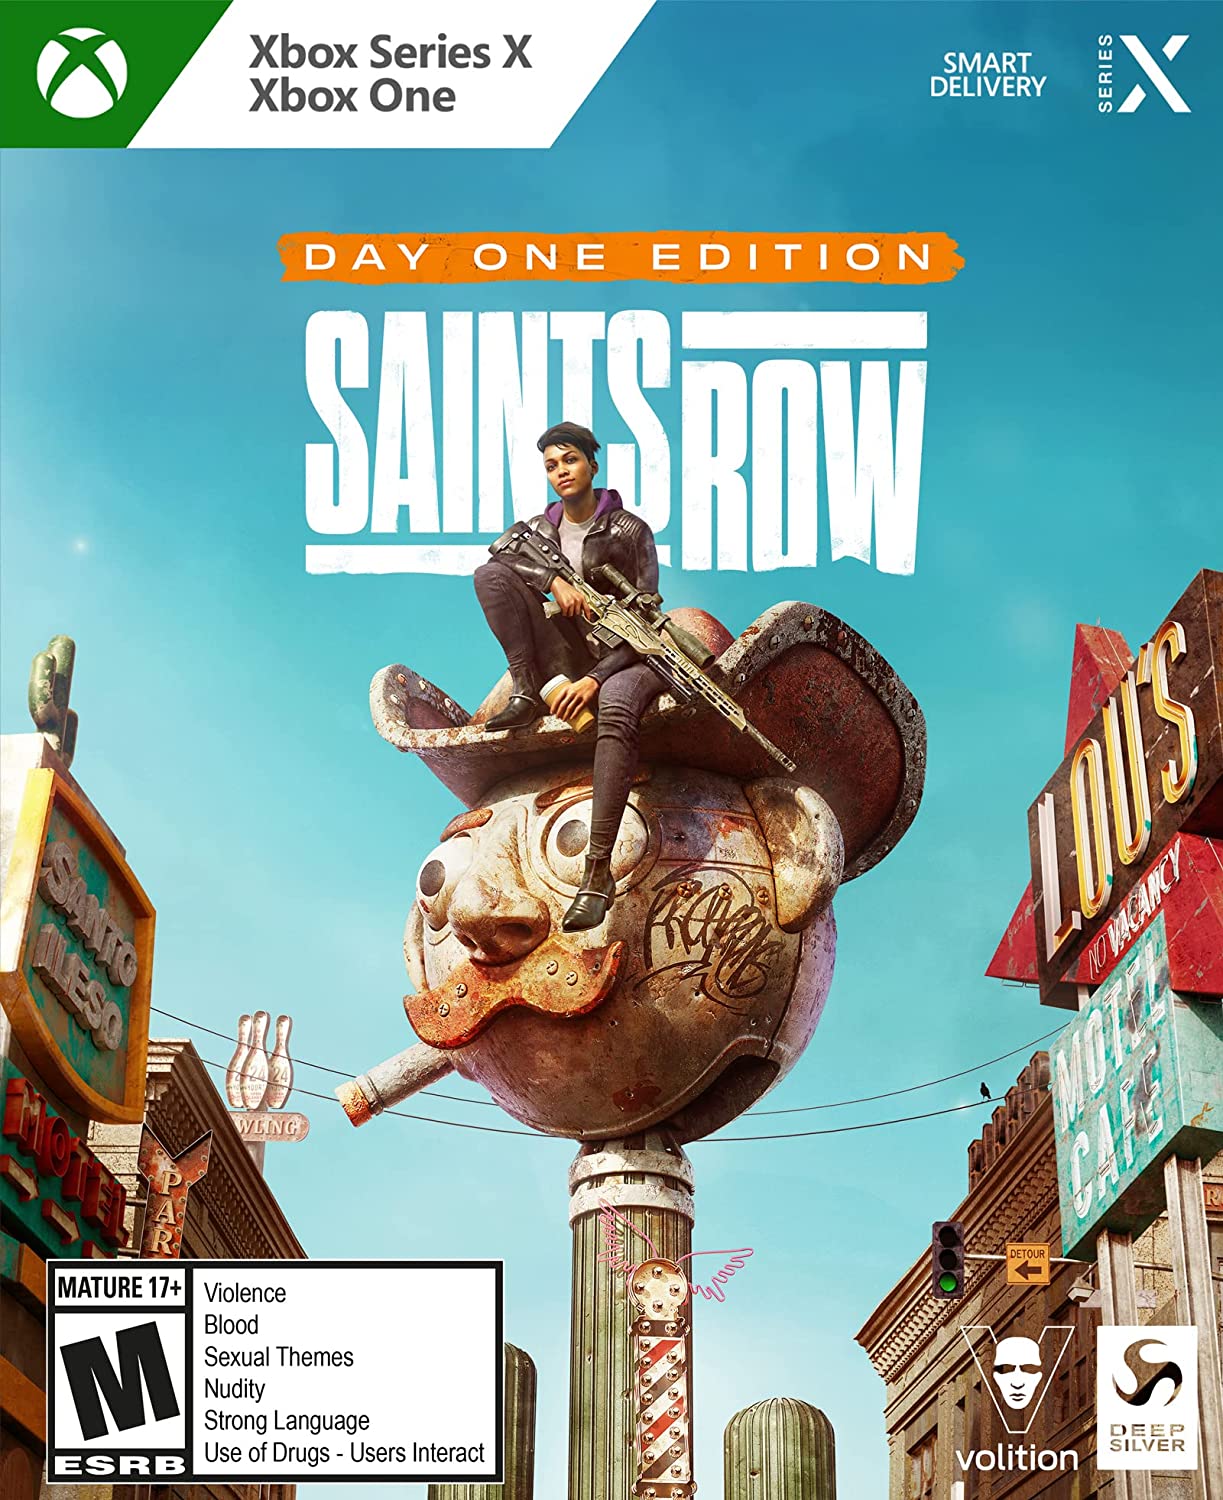 Xbox Series X
Xbox One
SMART
DELIVERY
SERIES X
DAY ONE EDITION
SAINTS ROW
LOU'S
NO VACANCY
MOTEL
CAFE
SANTO
ILESO
MOTEL
PAR
WLING
DETOUR
MATURE 17+
M
ESRB
Violence
Blood
Sexual Themes
Nudity
Strong Language
Use of Drugs - Users Interact
volition
DEEP
SILVER